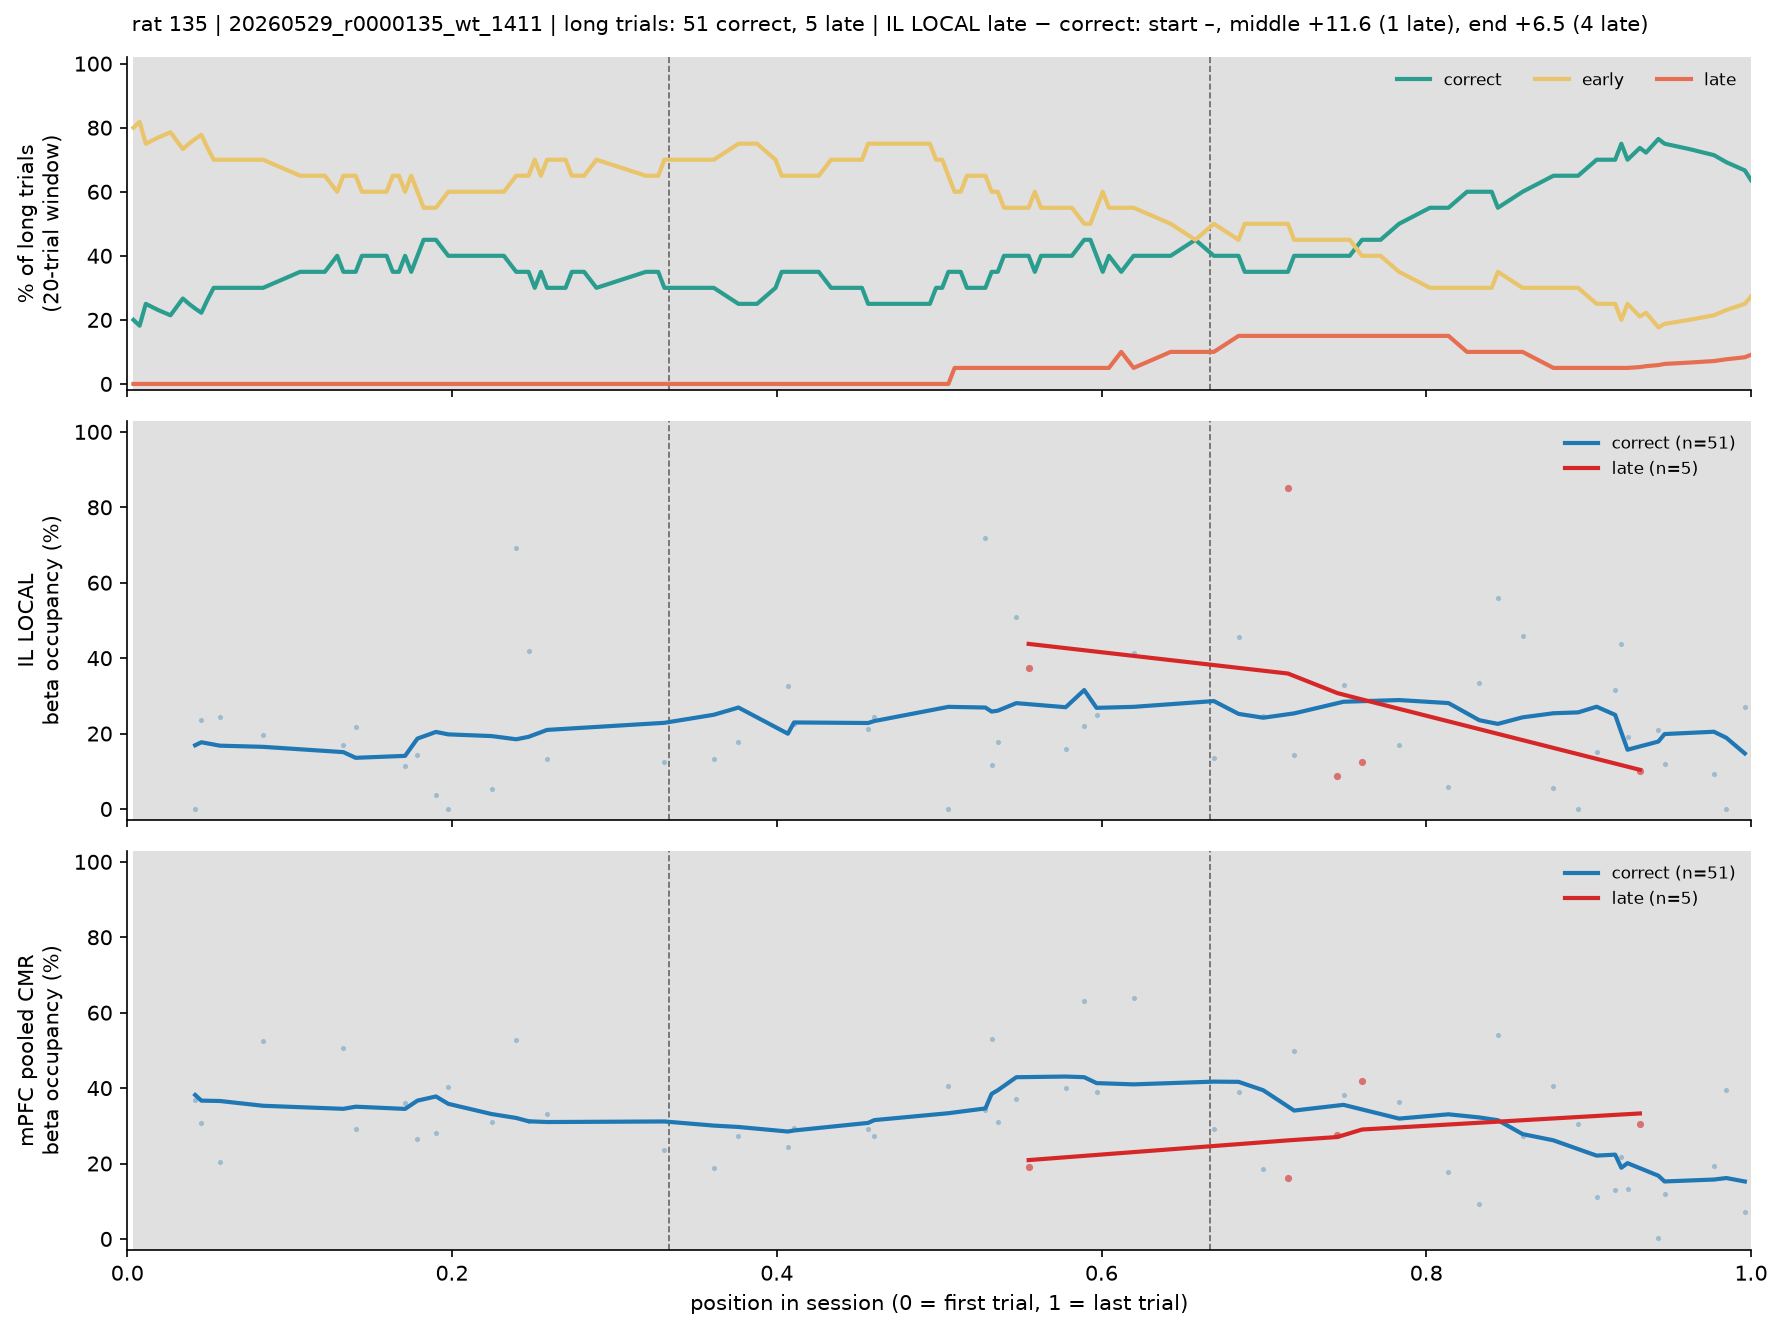 rat 135 | 20260529_r0000135_wt_1411 | long trials: 51 correct, 5 late | IL LOCAL late − correct: start –, middle +11.6 (1 late), end +6.5 (4 late)
% of long trials
(20-trial window)
100
80
60
40
20
0
correct
early
late
IL LOCAL
beta occupancy (%)
100
80
60
40
20
0
correct (n=51)
late (n=5)
mPFC pooled CMR
beta occupancy (%)
100
80
60
40
20
0
correct (n=51)
late (n=5)
0.0
0.2
0.4
0.6
0.8
1.0
position in session (0 = first trial, 1 = last trial)